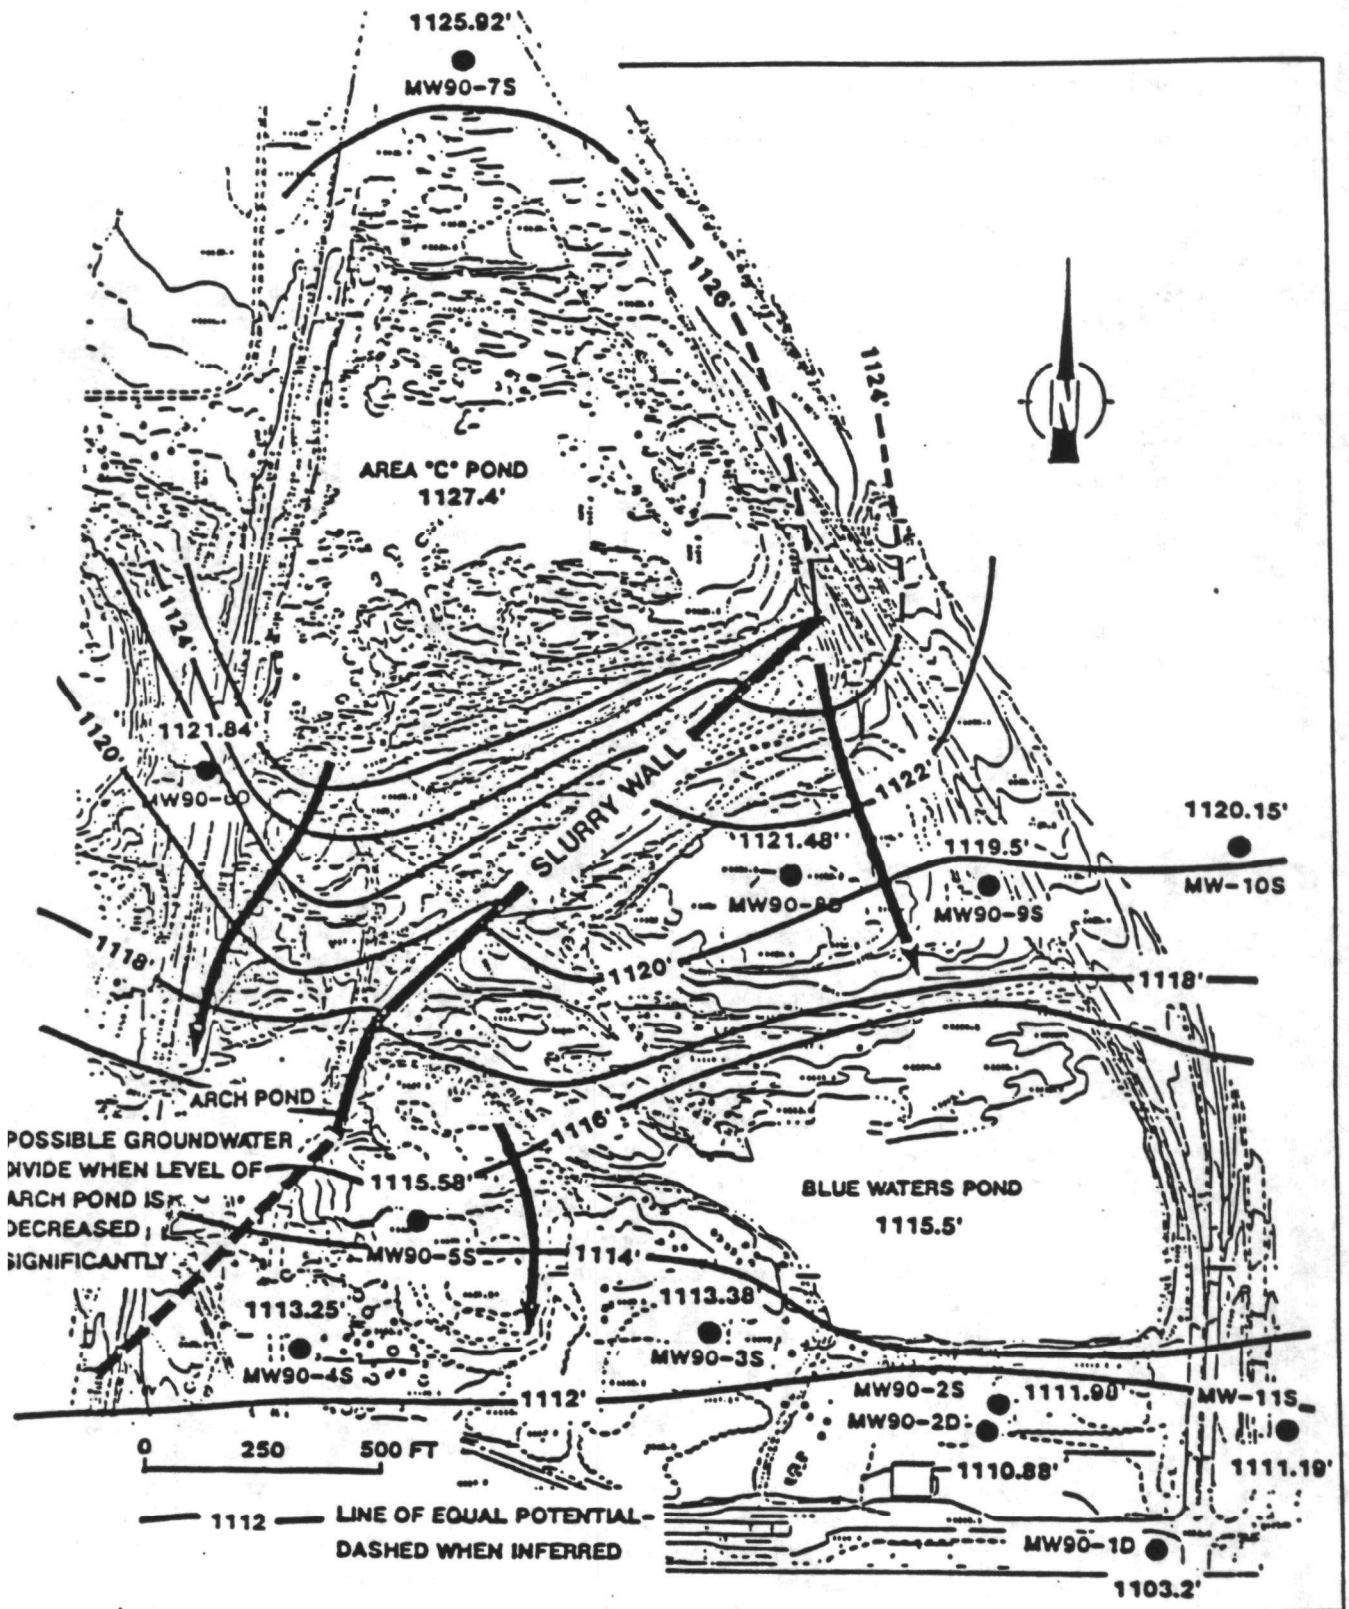 1125.92'
MW90-7S
1126'
1124'
AREA "C" POND
1127.4'
1124'
1121.84
1120'
SLURRY WALL
1122'
1120.15'
MW-10S
1121.48'
1119.5'
MW90-9S
1118'
1120'
1118'
ARCH POND
POSSIBLE GROUNDWATER
DIVIDE WHEN LEVEL OF
ARCH POND IS
DECREASED
SIGNIFICANTLY
1116'
1115.58'
MW90-5S
BLUE WATERS POND
1115.5'
1114'
1113.25'
MW90-4S
1113.38
MW90-3S
1112'
MW90-2S
1111.98'
MW-11S
MW90-2D
1110.88'
1111.19'
0 250 500 FT
1112 LINE OF EQUAL POTENTIAL-
DASHED WHEN INFERRED
MW90-1D
1103.2'